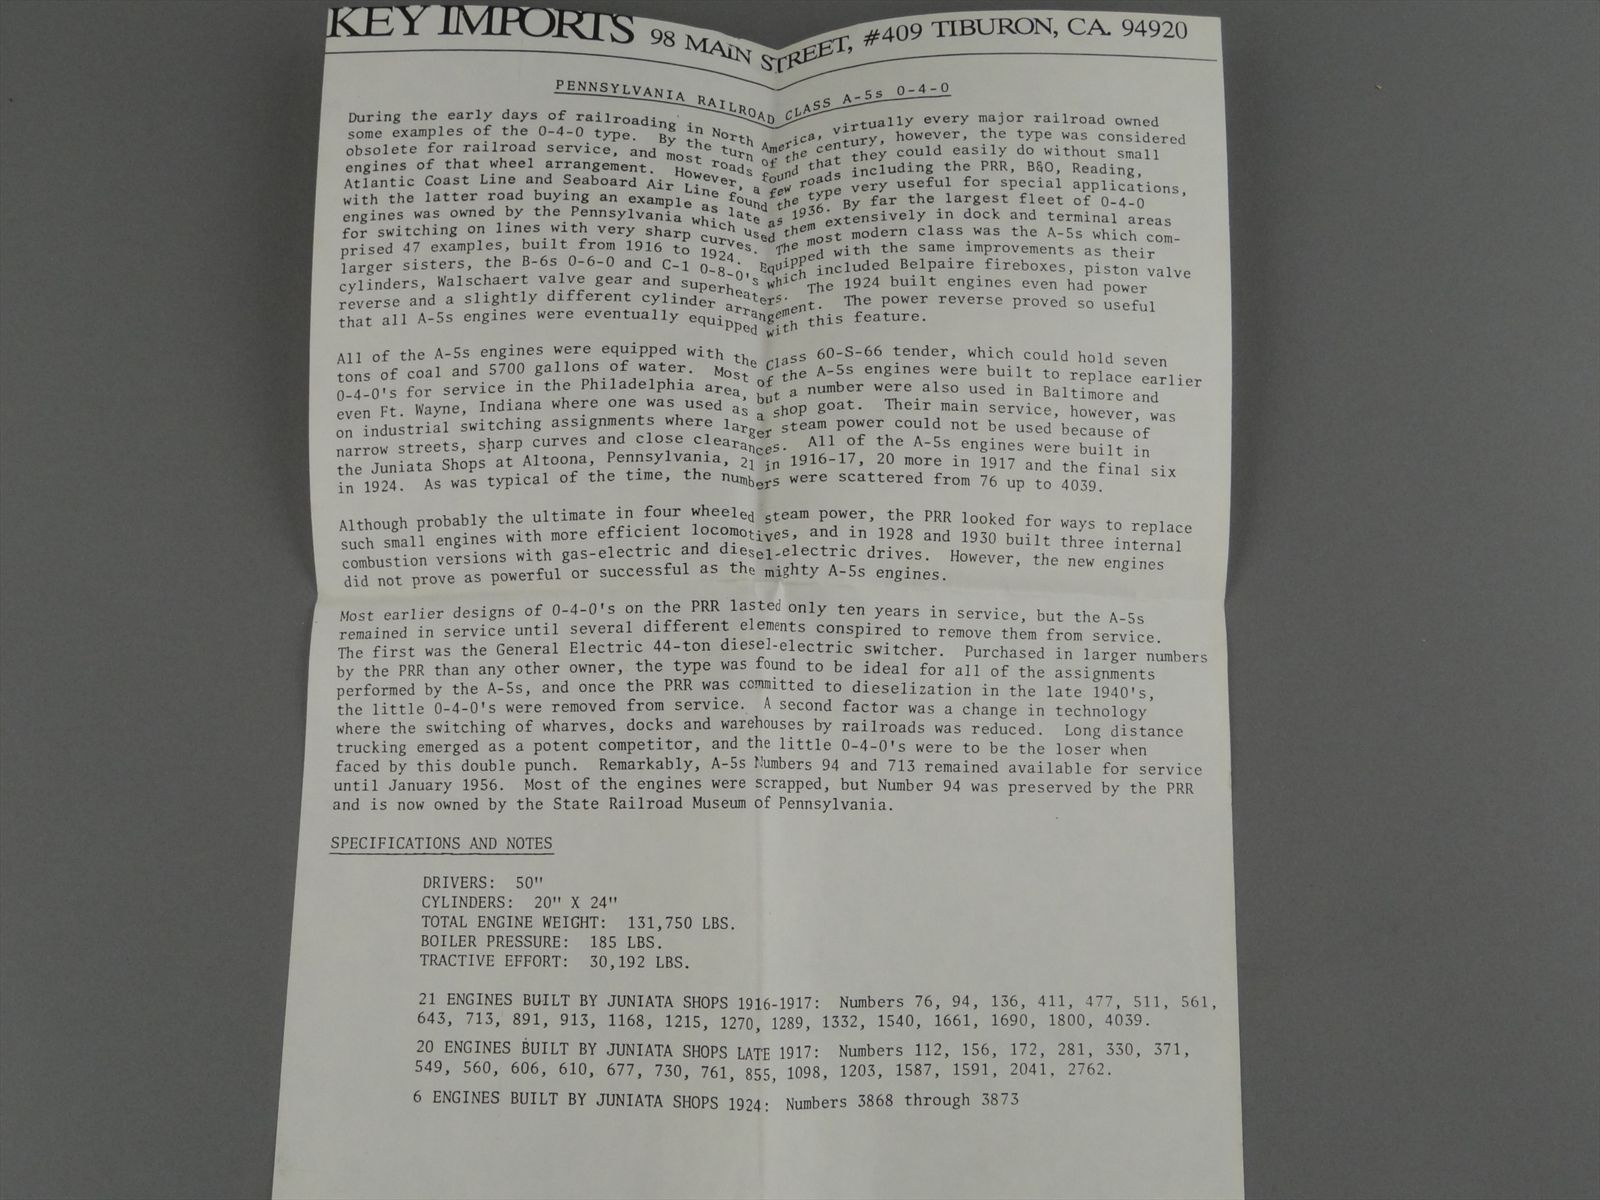 KEY IMPORTS 98 MAIN STREET, #409 TIBURON, CA. 94920
PENNSYLVANIA RAILROAD CLASS A-5s 0-4-0
During the early days of railroading in North America, virtually every major railroad owned
some examples of the 0-4-0 type. By the turn of the century, however, the type was considered
obsolete for railroad service, and most roads found that they could easily do without small
engines of that wheel arrangement. However, a few roads including the PRR, B&O, Reading,
Atlantic Coast Line and Seaboard Air Line found the type very useful for special applications,
with the latter road buying an example as late as 1936. By far the largest fleet of 0-4-0
engines was owned by the Pennsylvania which used them extensively in dock and terminal areas
for switching on lines with very sharp curves. The most modern class was the A-5s which com-
prised 47 examples, built from 1916 to 1924. Equipped with the same improvements as their
larger sisters, the B-6s 0-6-0 and C-1 0-8-0's which included Belpaire fireboxes, piston valve
cylinders, Walschaert valve gear and superheaters. The 1924 built engines even had power
reverse and a slightly different cylinder arrangement. The power reverse proved so useful
that all A-5s engines were eventually equipped with this feature.
All of the A-5s engines were equipped with the Class 60-S-66 tender, which could hold seven
tons of coal and 5700 gallons of water. Most of the A-5s engines were built to replace earlier
0-4-0's for service in the Philadelphia area, but a number were also used in Baltimore and
even Ft. Wayne, Indiana where one was used as a shop goat. Their main service, however, was
on industrial switching assignments where larger steam power could not be used because of
narrow streets, sharp curves and close clearances. All of the A-5s engines were built in
the Juniata Shops at Altoona, Pennsylvania, 21 in 1916-17, 20 more in 1917 and the final six
in 1924. As was typical of the time, the numbers were scattered from 76 up to 4039.
Although probably the ultimate in four wheeled steam power, the PRR looked for ways to replace
such small engines with more efficient locomotives, and in 1928 and 1930 built three internal
combustion versions with gas-electric and diesel-electric drives. However, the new engines
did not prove as powerful or successful as the mighty A-5s engines.
Most earlier designs of 0-4-0's on the PRR lasted only ten years in service, but the A-5s
remained in service until several different elements conspired to remove them from service.
The first was the General Electric 44-ton diesel-electric switcher. Purchased in larger numbers
by the PRR than any other owner, the type was found to be ideal for all of the assignments
performed by the A-5s, and once the PRR was committed to dieselization in the late 1940's,
the little 0-4-0's were removed from service. A second factor was a change in technology
where the switching of wharves, docks and warehouses by railroads was reduced. Long distance
trucking emerged as a potent competitor, and the little 0-4-0's were to be the loser when
faced by this double punch. Remarkably, A-5s Numbers 94 and 713 remained available for service
until January 1956. Most of the engines were scrapped, but Number 94 was preserved by the PRR
and is now owned by the State Railroad Museum of Pennsylvania.
SPECIFICATIONS AND NOTES
DRIVERS: 50"
CYLINDERS: 20" X 24"
TOTAL ENGINE WEIGHT: 131,750 LBS.
BOILER PRESSURE: 185 LBS.
TRACTIVE EFFORT: 30,192 LBS.
21 ENGINES BUILT BY JUNIATA SHOPS 1916-1917: Numbers 76, 94, 136, 411, 477, 511, 561,
643, 713, 891, 913, 1168, 1215, 1270, 1289, 1332, 1540, 1661, 1690, 1800, 4039.
20 ENGINES BUILT BY JUNIATA SHOPS LATE 1917: Numbers 112, 156, 172, 281, 330, 371,
549, 560, 606, 610, 677, 730, 761, 855, 1098, 1203, 1587, 1591, 2041, 2762.
6 ENGINES BUILT BY JUNIATA SHOPS 1924: Numbers 3868 through 3873